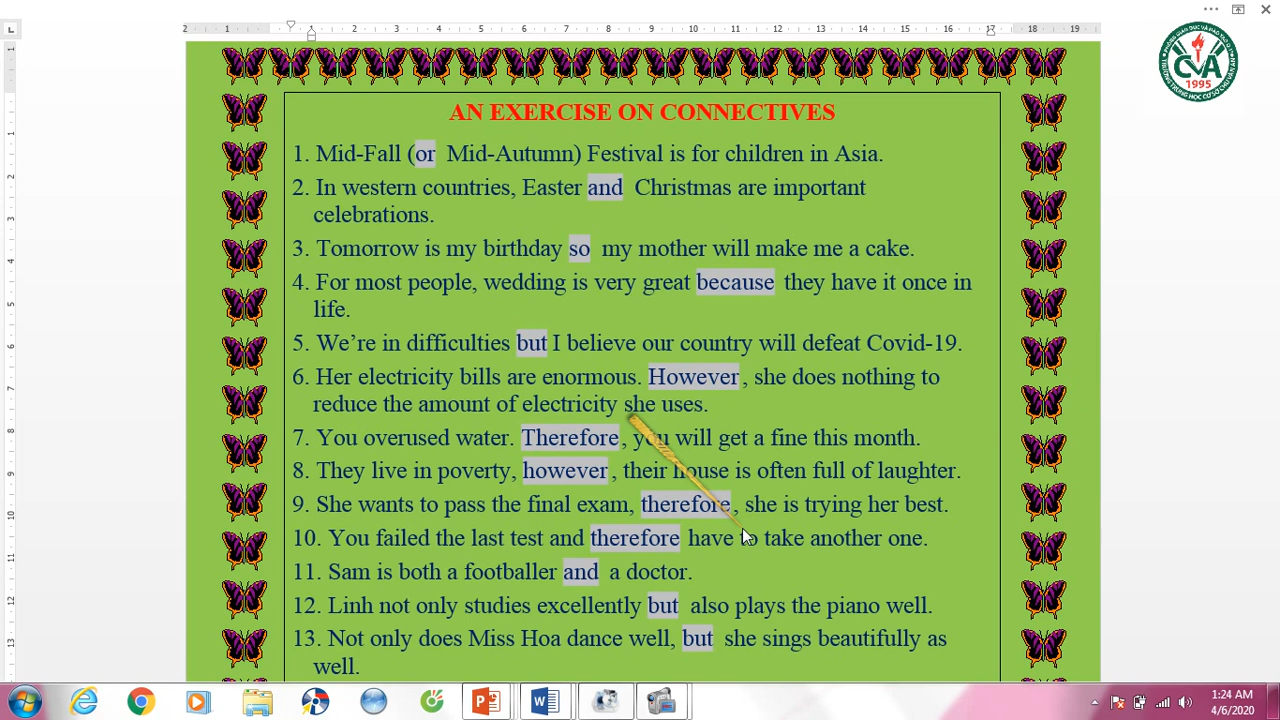 AN EXERCISE ON CONNECTIVES
1. Mid-Fall (or Mid-Autumn) Festival is for children in Asia.
2. In western countries, Easter and Christmas are important
celebrations.
3. Tomorrow is my birthday so my mother will make me a cake.
4. For most people, wedding is very great because they have it once in
life.
5. We’re in difficulties but I believe our country will defeat Covid-19.
6. Her electricity bills are enormous. However, she does nothing to
reduce the amount of electricity she uses.
7. You overused water. Therefore, you will get a fine this month.
8. They live in poverty, however, their house is often full of laughter.
9. She wants to pass the final exam, therefore, she is trying her best.
10. You failed the last test and therefore have to take another one.
11. Sam is both a footballer and a doctor.
12. Linh not only studies excellently but also plays the piano well.
13. Not only does Miss Hoa dance well, but she sings beautifully as
well.
CVA
1995
1:24 AM
4/6/2020